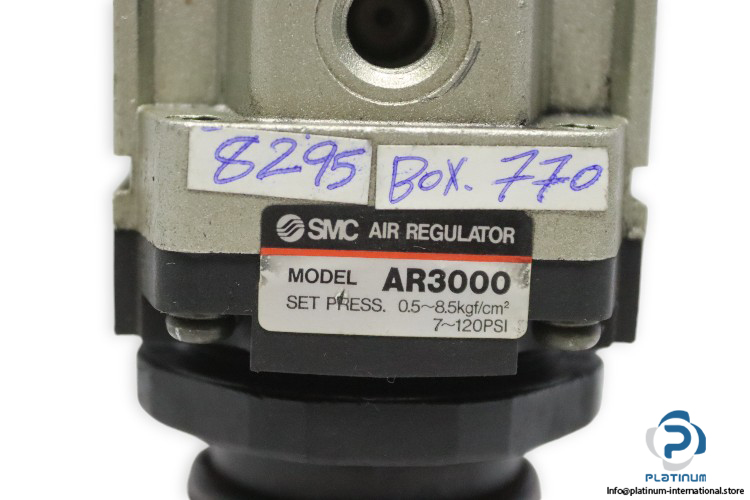 8295
BOX. 770
SMC AIR REGULATOR
MODEL AR3000
SET PRESS. 0.5~8.5kgf/cm²
7~120PSI
PLATINUM
Info@platinum-international.store